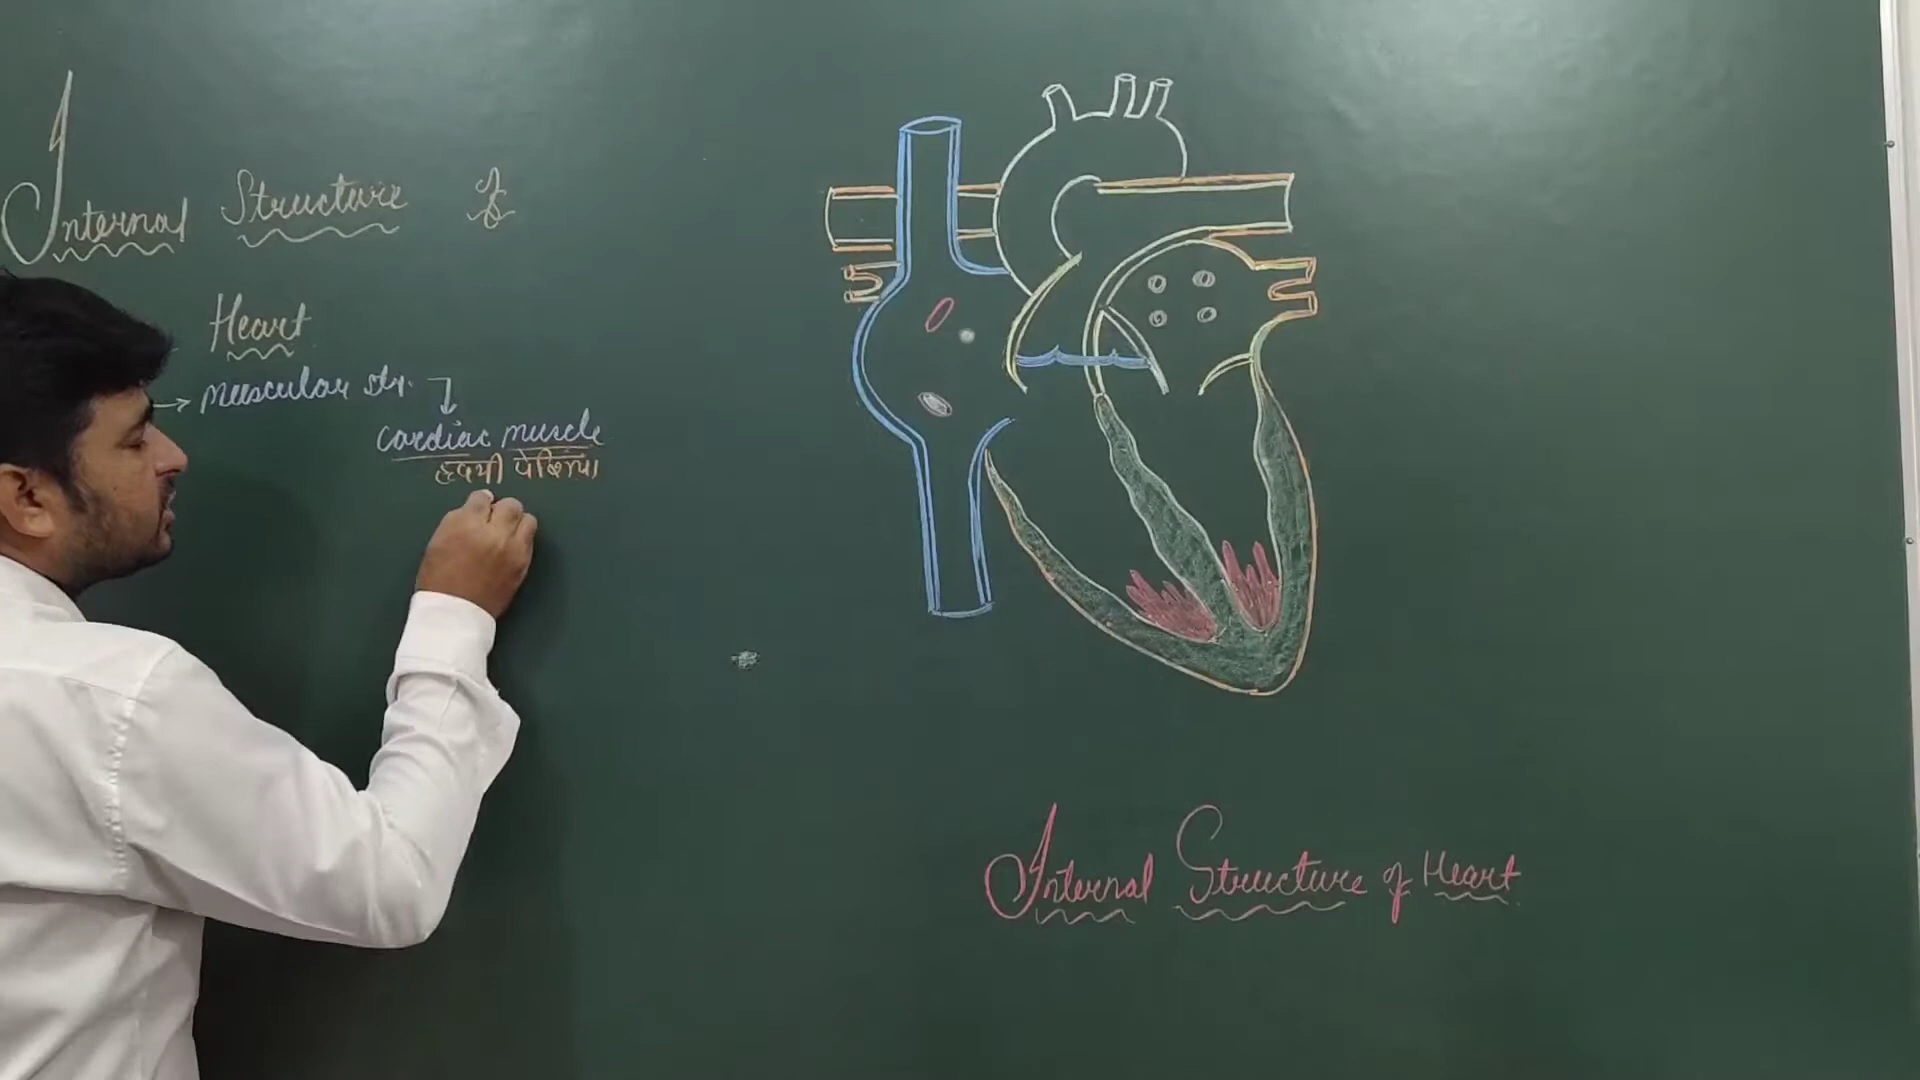 Internal Structure of
Heart
→ Muscular str.
Cardiac muscle
हृदयी पेशिया
Internal Structure of Heart